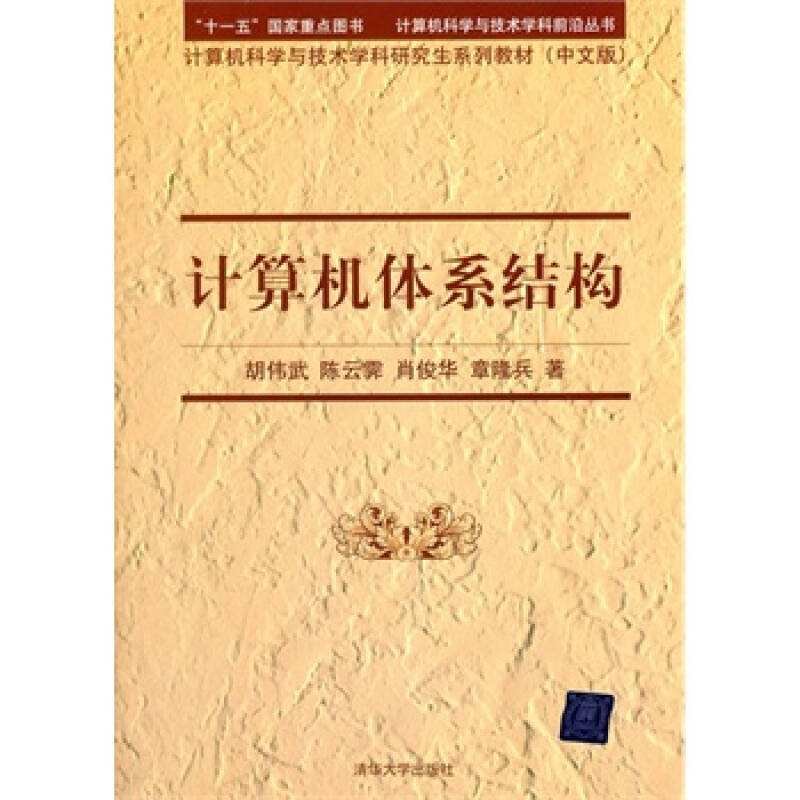 “十一五”国家重点图书 计算机科学与技术学科前沿丛书
计算机科学与技术学科研究生系列教材（中文版）
计算机体系结构
胡伟武 陈云霁 肖俊华 章隆兵 著
清华大学出版社